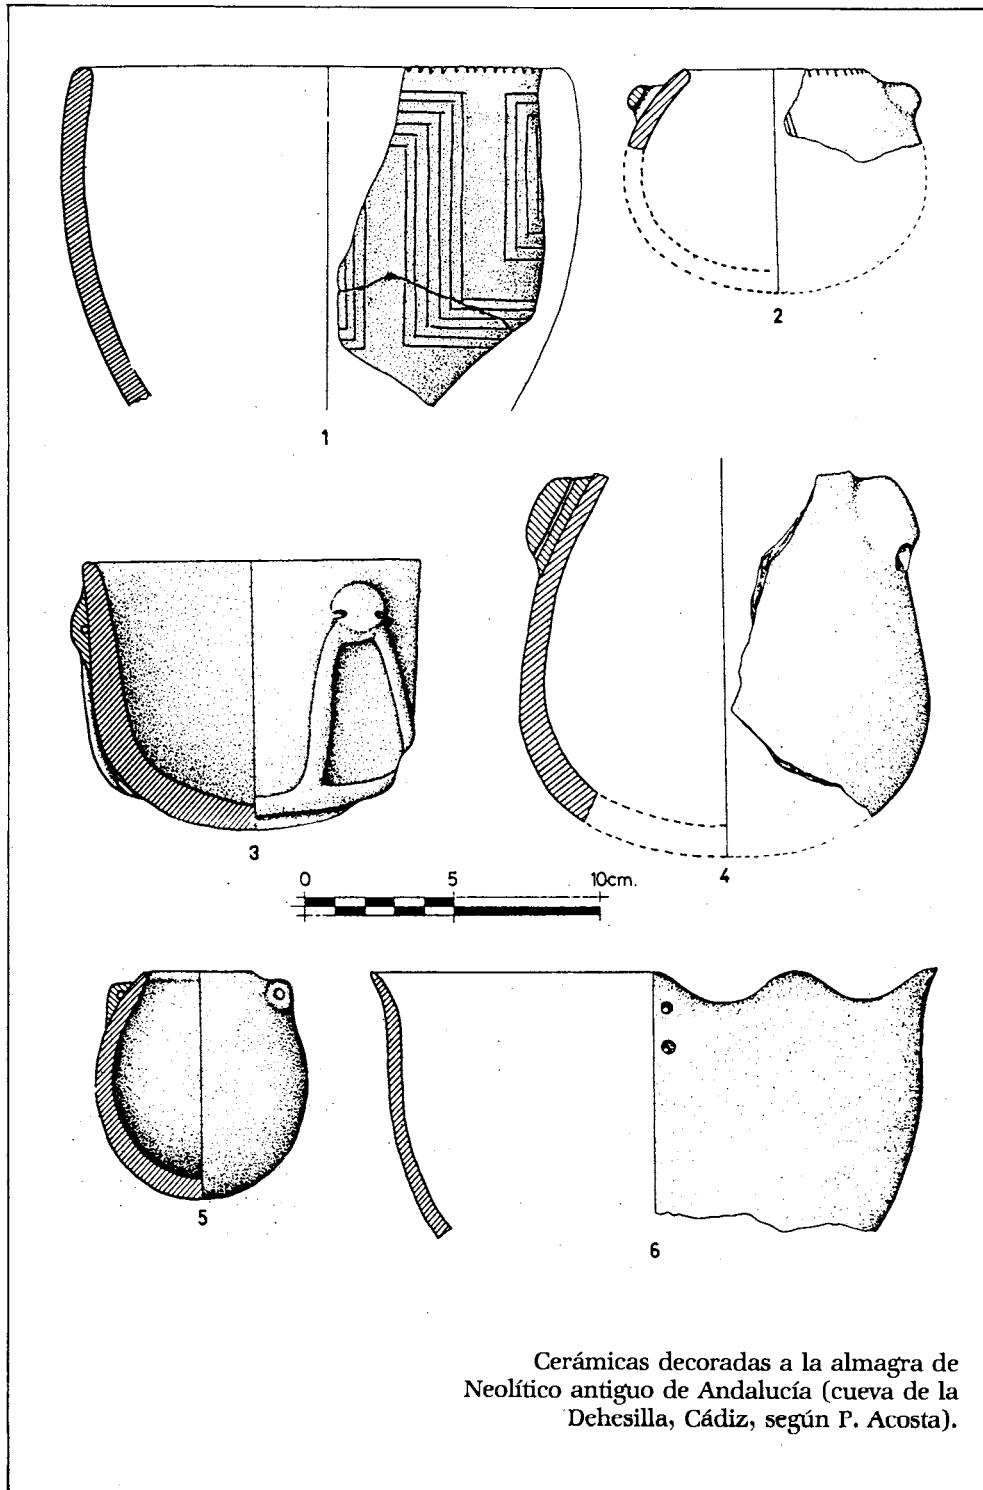 1
2
3
4
0 5 10cm.
5
6
Cerámicas decoradas a la almagra de
Neolítico antiguo de Andalucía (cueva de la
Dehesilla, Cádiz, según P. Acosta).